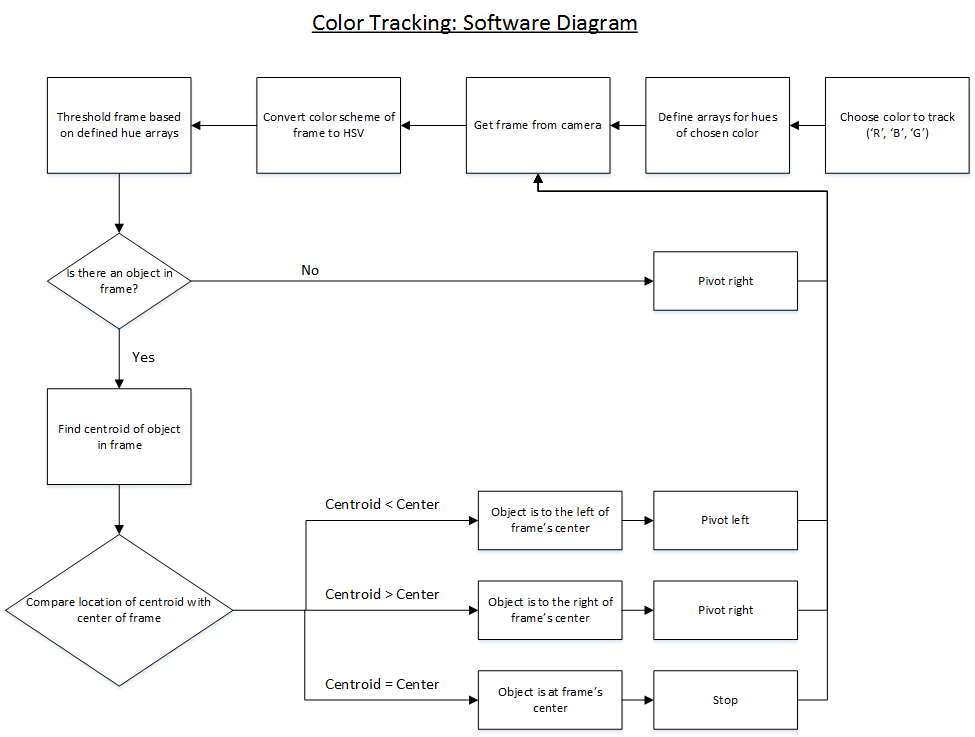 Color Tracking: Software Diagram
Threshold frame based
on defined hue arrays
Convert color scheme of
frame to HSV
Get frame from camera
Define arrays for hues
of chosen color
Choose color to track
(‘R’, ‘B’, ‘G’)
Is there an object in
frame?
No
Pivot right
Yes
Find centroid of object
in frame
Centroid < Center
Object is to the left of
frame’s center
Pivot left
Compare location of centroid with
center of frame
Centroid > Center
Object is to the right of
frame’s center
Pivot right
Centroid = Center
Object is at frame’s
center
Stop